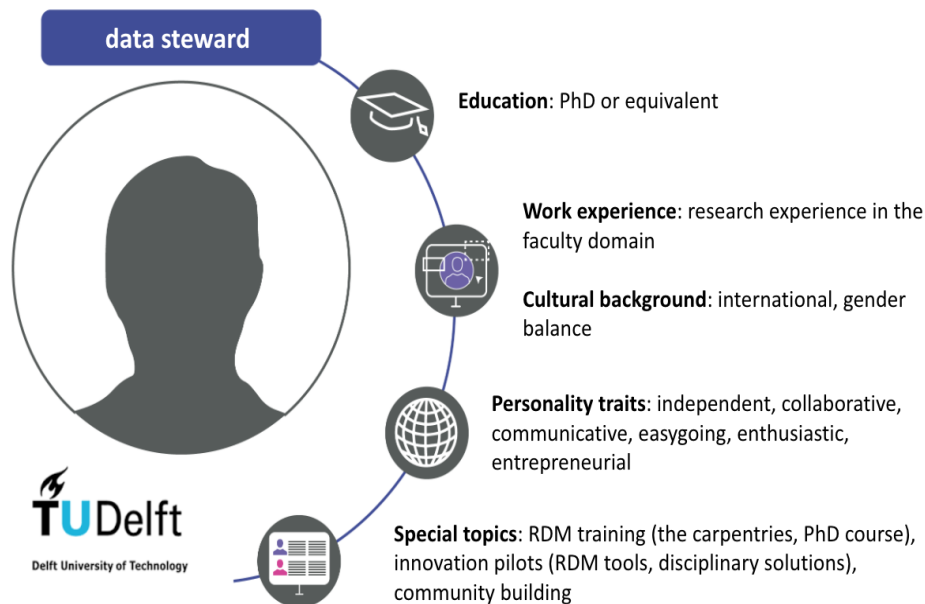 data steward
Education: PhD or equivalent
Work experience: research experience in the
faculty domain
Cultural background: international, gender
balance
Personality traits: independent, collaborative,
communicative, easygoing, enthusiastic,
entrepreneurial
TUDelft
Delft University of Technology
Special topics: RDM training (the carpentries, PhD course),
innovation pilots (RDM tools, disciplinary solutions),
community building